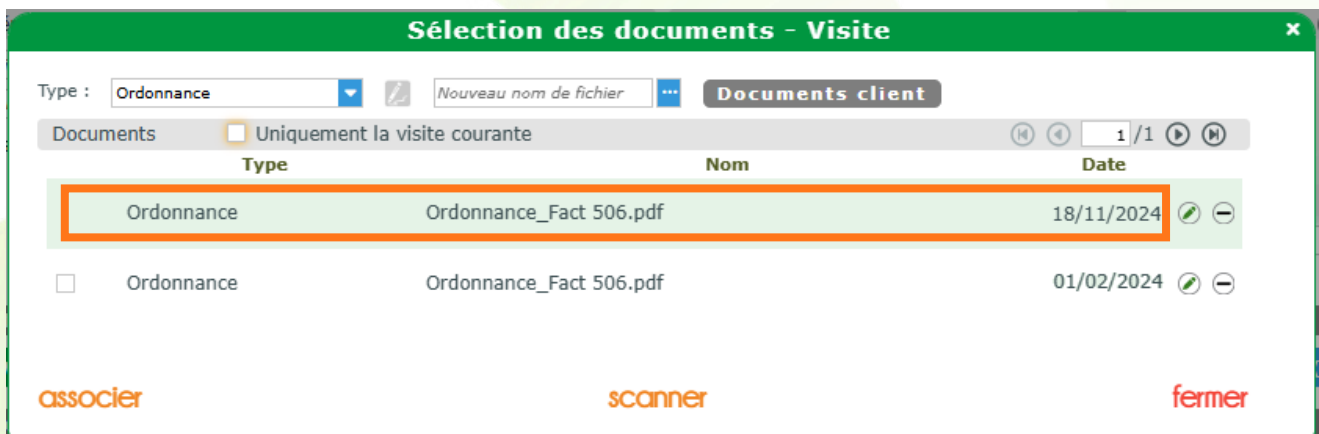 Sélection des documents - Visite x
Type : Ordonnance Nouveau nom de fichier ... Documents client
Documents Uniquement la visite courante 1 /1
Type Nom Date
Ordonnance Ordonnance_Fact 506.pdf 18/11/2024
Ordonnance Ordonnance_Fact 506.pdf 01/02/2024
associer scanner fermer